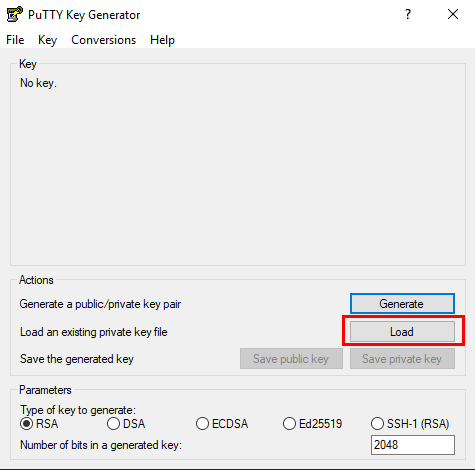 PuTTY Key Generator ?
File Key Conversions Help
Key
No key.
Actions
Generate a public/private key pair Generate
Load an existing private key file Load
Save the generated key Save public key Save private key
Parameters
Type of key to generate:
RSA DSA ECDSA Ed25519 SSH-1 (RSA)
Number of bits in a generated key: 2048